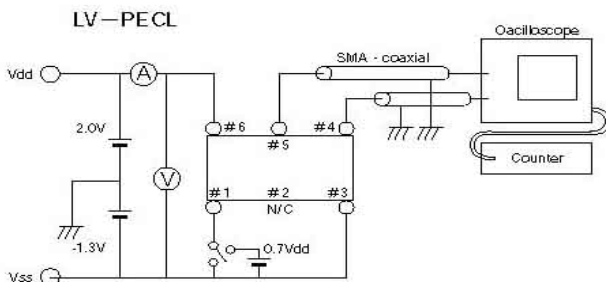 LV-PECL
Oacilloscope
SMA - coaxial
Vdd
A
#6
#5
#4
2.0V
V
Counter
#1
#2
#3
N/C
-1.3V
0.7Vdd
Vss